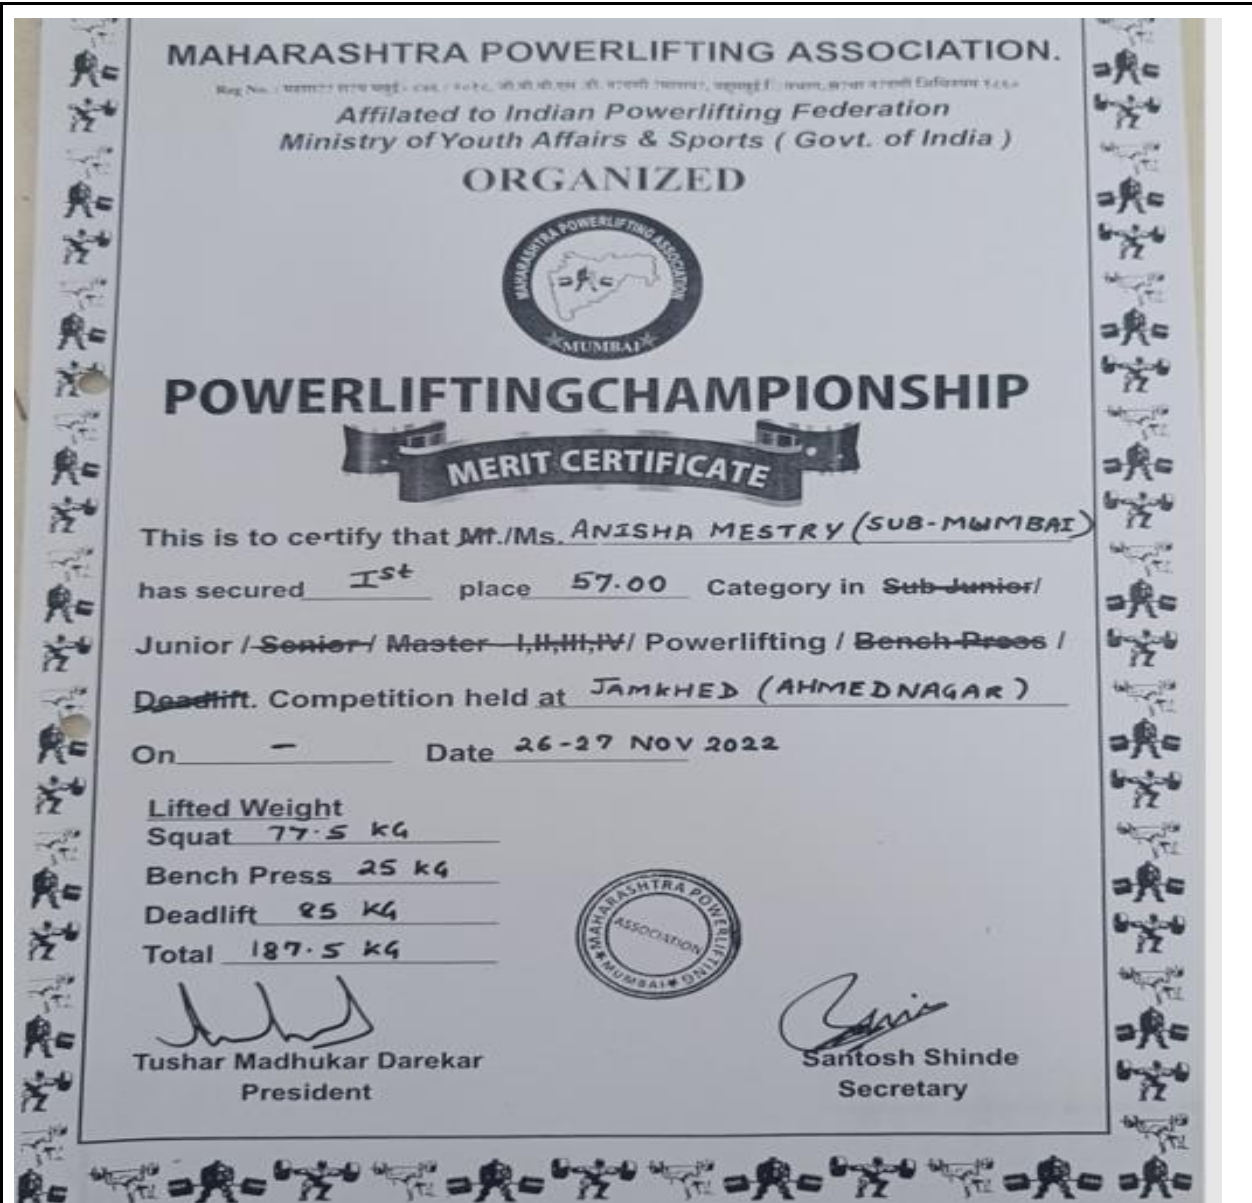 MAHARASHTRA POWERLIFTING ASSOCIATION.
Reg No. :
Affilated to Indian Powerlifting Federation
Ministry of Youth Affairs & Sports ( Govt. of India )
ORGANIZED
MAHARASHTRA POWERLIFTING ASSOCIATION
MUMBAI
POWERLIFTINGCHAMPIONSHIP
MERIT CERTIFICATE
This is to certify that Mr./Ms. ANISHA MESTRY (SUB-MUMBAI)
has secured Ist place 57.00 Category in Sub Junior/
Junior / Senior / Master I,II,III,IV/ Powerlifting / Bench Press /
Deadlift. Competition held at JAMKHED (AHMEDNAGAR)
On - Date 26-27 NOV 2022
Lifted Weight
Squat 77.5 KG
Bench Press 25 KG
Deadlift 85 KG
Total 187.5 KG
MAHARASHTRA POWERLIFTING
ASSOCIATION
MUMBAI
Tushar Madhukar Darekar
President
Santosh Shinde
Secretary